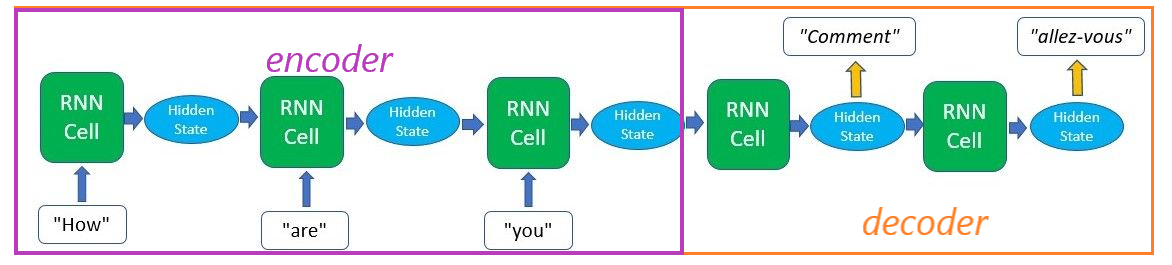 encoder
RNN
Cell
Hidden
State
RNN
Cell
Hidden
State
RNN
Cell
Hidden
State
RNN
Cell
Hidden
State
RNN
Cell
Hidden
State
"Comment"
"allez-vous"
"How"
"are"
"you"
decoder